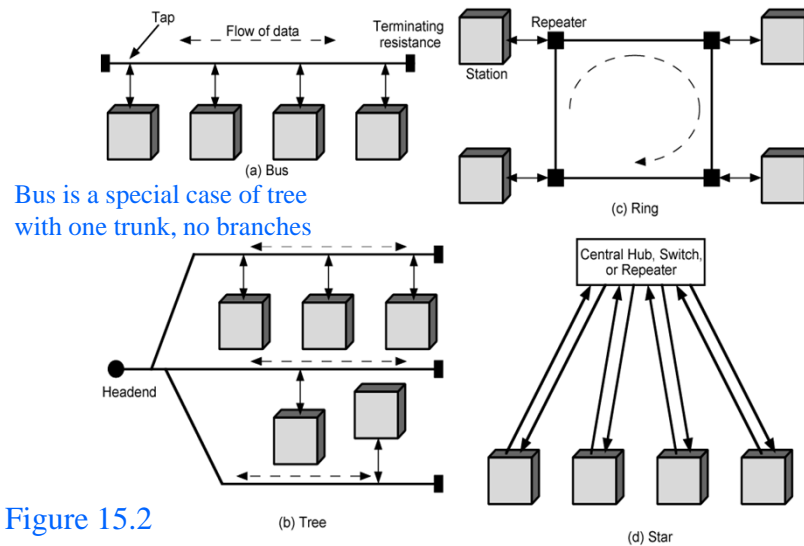 Tap
Flow of data
Terminating
resistance
(a) Bus
Bus is a special case of tree
with one trunk, no branches
Repeater
Station
(c) Ring
Headend
(b) Tree
Central Hub, Switch,
or Repeater
(d) Star
Figure 15.2